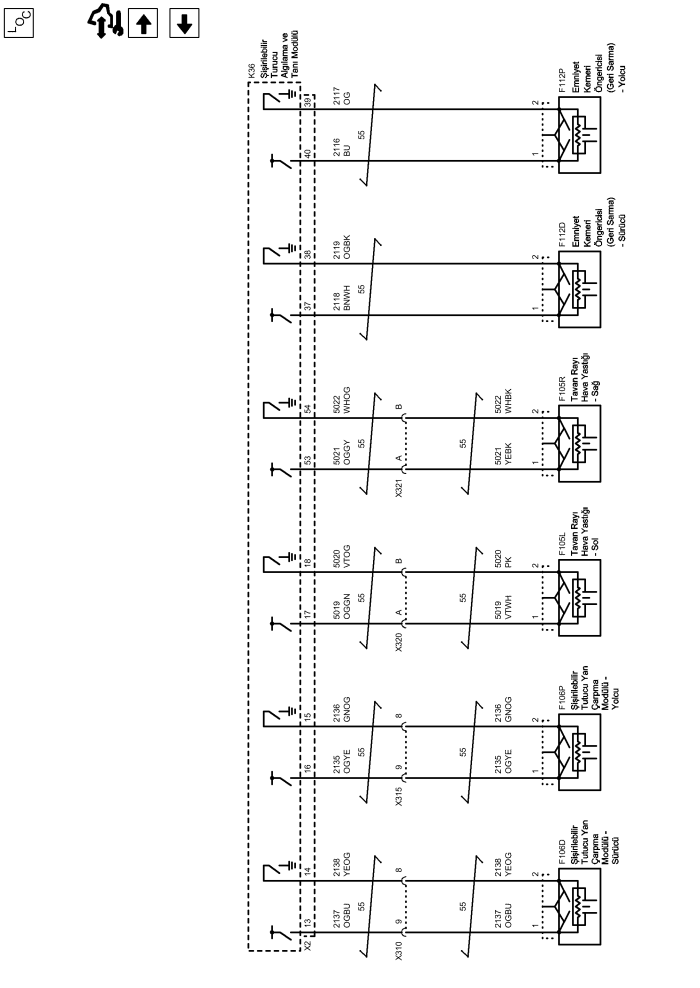 LOC
K36
Şişirilebilir
Turucu
Algılama ve
Tanı Modülü
X2
13 14 16 15 17 18 53 54 37 38 40 39
2137 2138 2135 2136 5019 5020 5021 5022 2118 2119 2116 2117
OGBU YEOG OGYE GNOG OGGN VTOG OGGY WHOG BNWH OGBK BU OG
55 55 55 55 55 55
X310 9 8 X315 9 8 X320 A B X321 A B
55 55 55 55
2137 2138 2135 2136 5019 5020 5021 5022
OGBU YEOG OGYE GNOG VTWH PK YEBK WHBK
1 2 1 2 1 2 1 2 1 2 1 2
F106D
Şişirilebilir
Tutucu Yan
Çarpma
Modülü -
Sürücü
F106P
Şişirilebilir
Tutucu Yan
Çarpma
Modülü -
Yolcu
F105L
Tavan Rayı
Hava Yastığı
- Sol
F105R
Tavan Rayı
Hava Yastığı
- Sağ
F112D
Emniyet
Kemeri
Öngericisi
(Geri Sarma)
- Sürücü
F112P
Emniyet
Kemeri
Öngericisi
(Geri Sarma)
- Yolcu